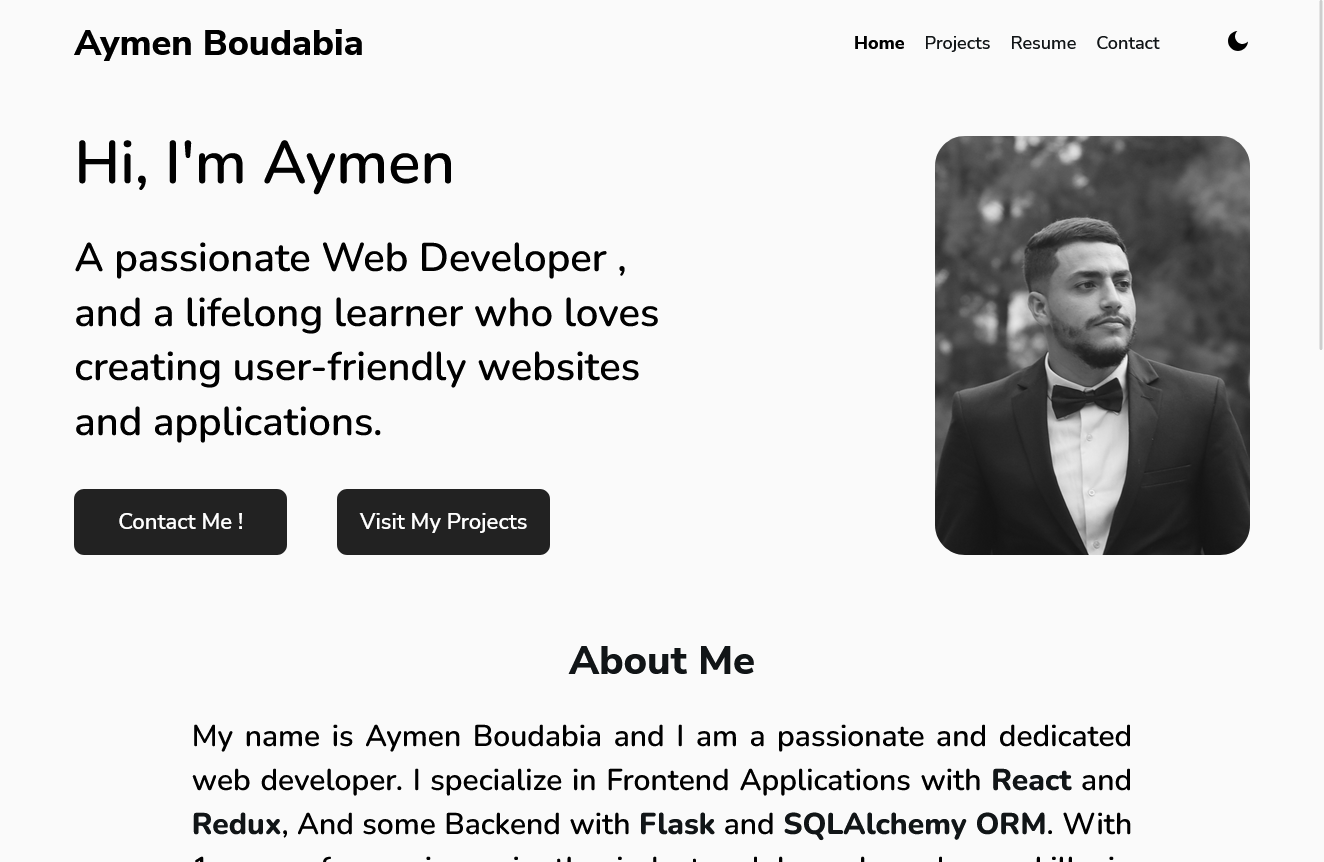 Aymen Boudabia
Home Projects Resume Contact
Hi, I'm Aymen
A passionate Web Developer ,
and a lifelong learner who loves
creating user-friendly websites
and applications.
Contact Me !
Visit My Projects
About Me
My name is Aymen Boudabia and I am a passionate and dedicated
web developer. I specialize in Frontend Applications with React and
Redux, And some Backend with Flask and SQLAlchemy ORM. With